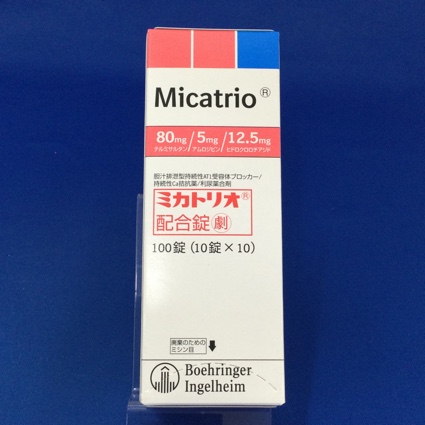 Micatrio®
80mg/5mg/12.5mg
テルミサルタン アムロジピン ヒドロクロロチアジド
胆汁排泄型持続性AT1受容体ブロッカー/
持続性Ca拮抗薬/利尿薬合剤
ミカトリオ®
配合錠 劇
100錠 (10錠×10)
廃棄のための
ミシン目
Boehringer
Ingelheim